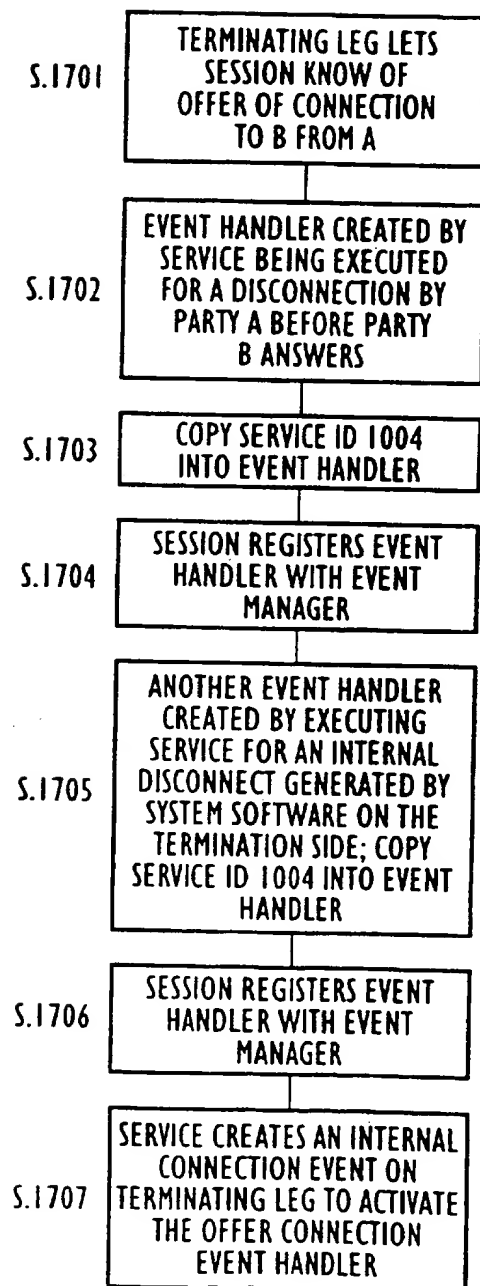 S.1701
TERMINATING LEG LETS
SESSION KNOW OF
OFFER OF CONNECTION
TO B FROM A
S.1702
EVENT HANDLER CREATED BY
SERVICE BEING EXECUTED
FOR A DISCONNECTION BY
PARTY A BEFORE PARTY
B ANSWERS
S.1703
COPY SERVICE ID 1004
INTO EVENT HANDLER
S.1704
SESSION REGISTERS EVENT
HANDLER WITH EVENT
MANAGER
S.1705
ANOTHER EVENT HANDLER
CREATED BY EXECUTING
SERVICE FOR AN INTERNAL
DISCONNECT GENERATED BY
SYSTEM SOFTWARE ON THE
TERMINATION SIDE; COPY
SERVICE ID 1004 INTO EVENT
HANDLER
S.1706
SESSION REGISTERS EVENT
HANDLER WITH EVENT
MANAGER
S.1707
SERVICE CREATES AN INTERNAL
CONNECTION EVENT ON
TERMINATING LEG TO ACTIVATE
THE OFFER CONNECTION
EVENT HANDLER